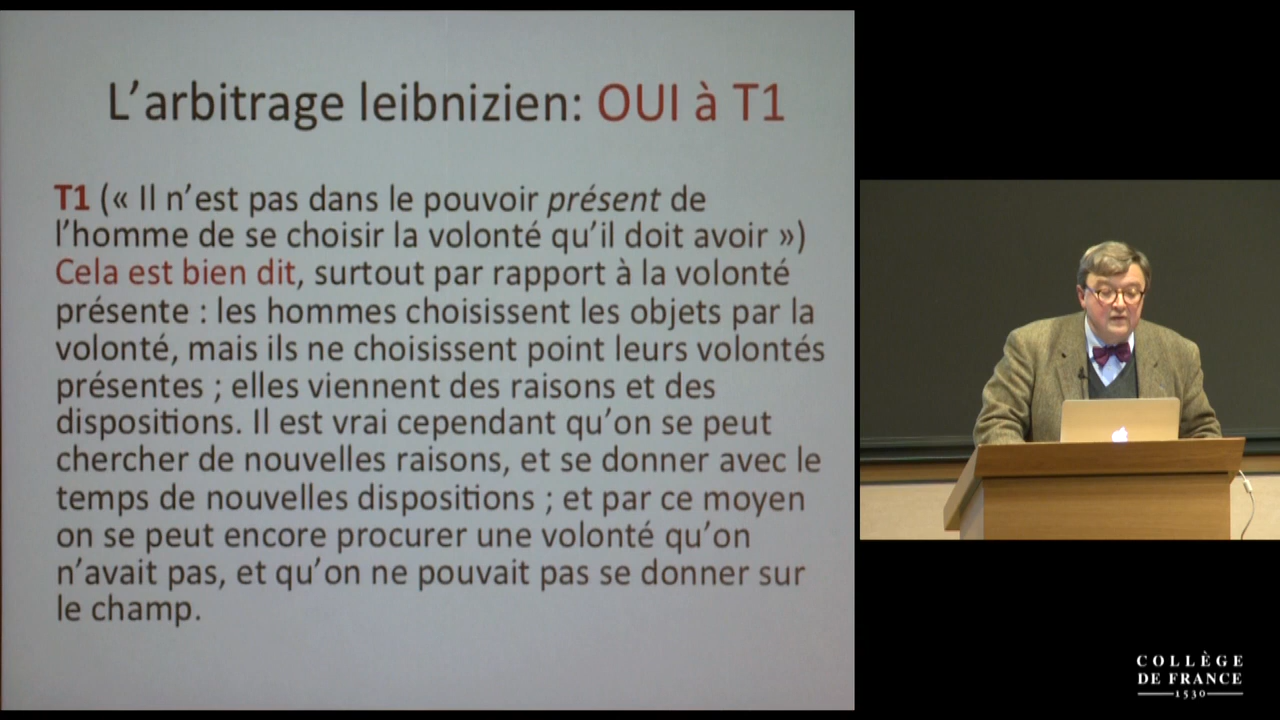 L’arbitrage leibnizien: OUI à T1
T1 (« Il n’est pas dans le pouvoir présent de
l’homme de se choisir la volonté qu’il doit avoir »)
Cela est bien dit, surtout par rapport à la volonté
présente : les hommes choisissent les objets par la
volonté, mais ils ne choisissent point leurs volontés
présentes ; elles viennent des raisons et des
dispositions. Il est vrai cependant qu’on se peut
chercher de nouvelles raisons, et se donner avec le
temps de nouvelles dispositions ; et par ce moyen
on se peut encore procurer une volonté qu’on
n’avait pas, et qu’on ne pouvait pas se donner sur
le champ.
COLLÈGE
DE FRANCE
1530